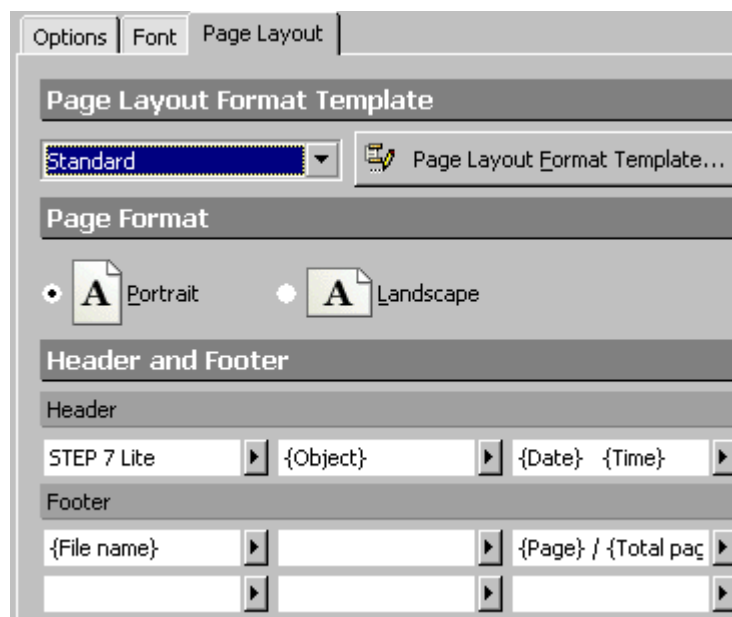 Options Font Page Layout
Page Layout Format Template
Standard Page Layout Format Template...
Page Format
A Portrait A Landscape
Header and Footer
Header
STEP 7 Lite {Object} {Date} {Time}
Footer
{File name} {Page} / {Total pag